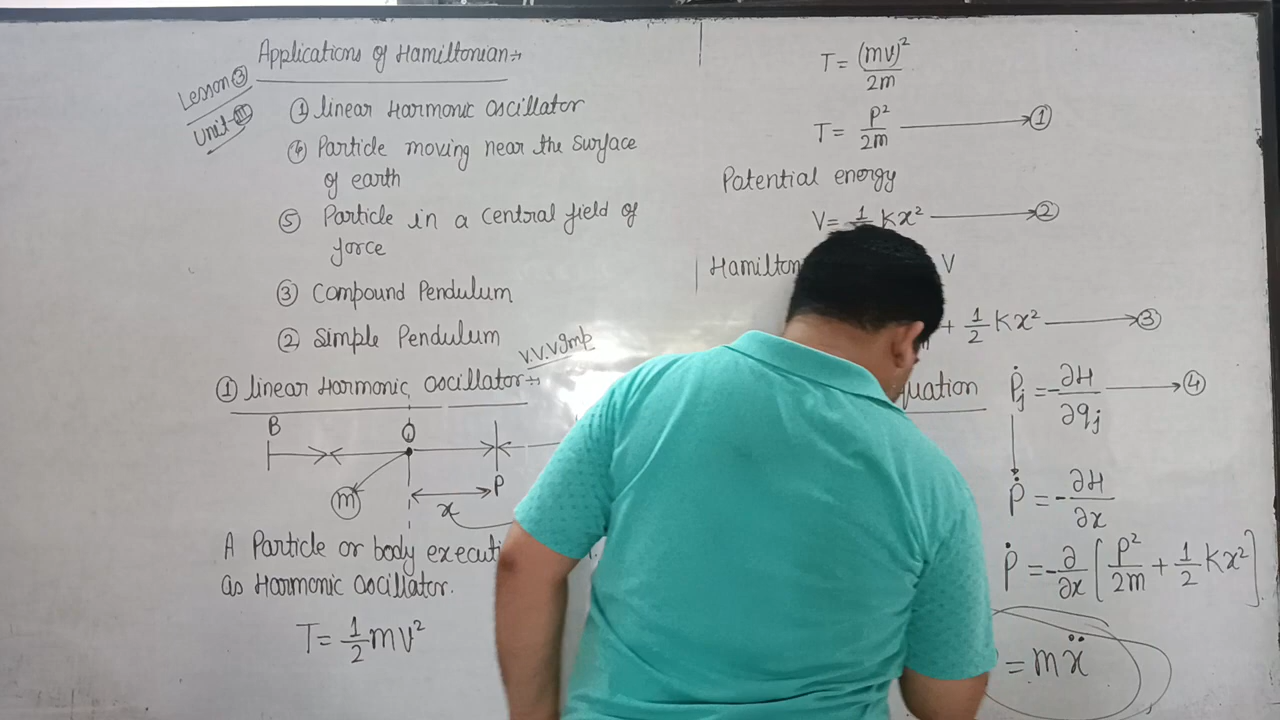 Lesson ③
Unit-III
Applications of Hamiltonian:-
① linear Harmonic oscillator
④ Particle moving near the surface
of earth
⑤ Particle in a central field of
force
③ Compound Pendulum
② Simple Pendulum
V.V.V Imp
① linear Harmonic oscillator:-
B O
m x P
A Particle or body
as Harmonic oscillator.
T = 1/2 mv²
T = (mv)²/2m
T = P²/2m ①
Potential energy
V = 1/2 Kx² ②
V
+ 1/2 Kx² ③
Ṗj = -∂H/∂qj ④
Ṗ = -∂H/∂x
Ṗ = -∂/∂x [P²/2m + 1/2 Kx²]
= mẍ